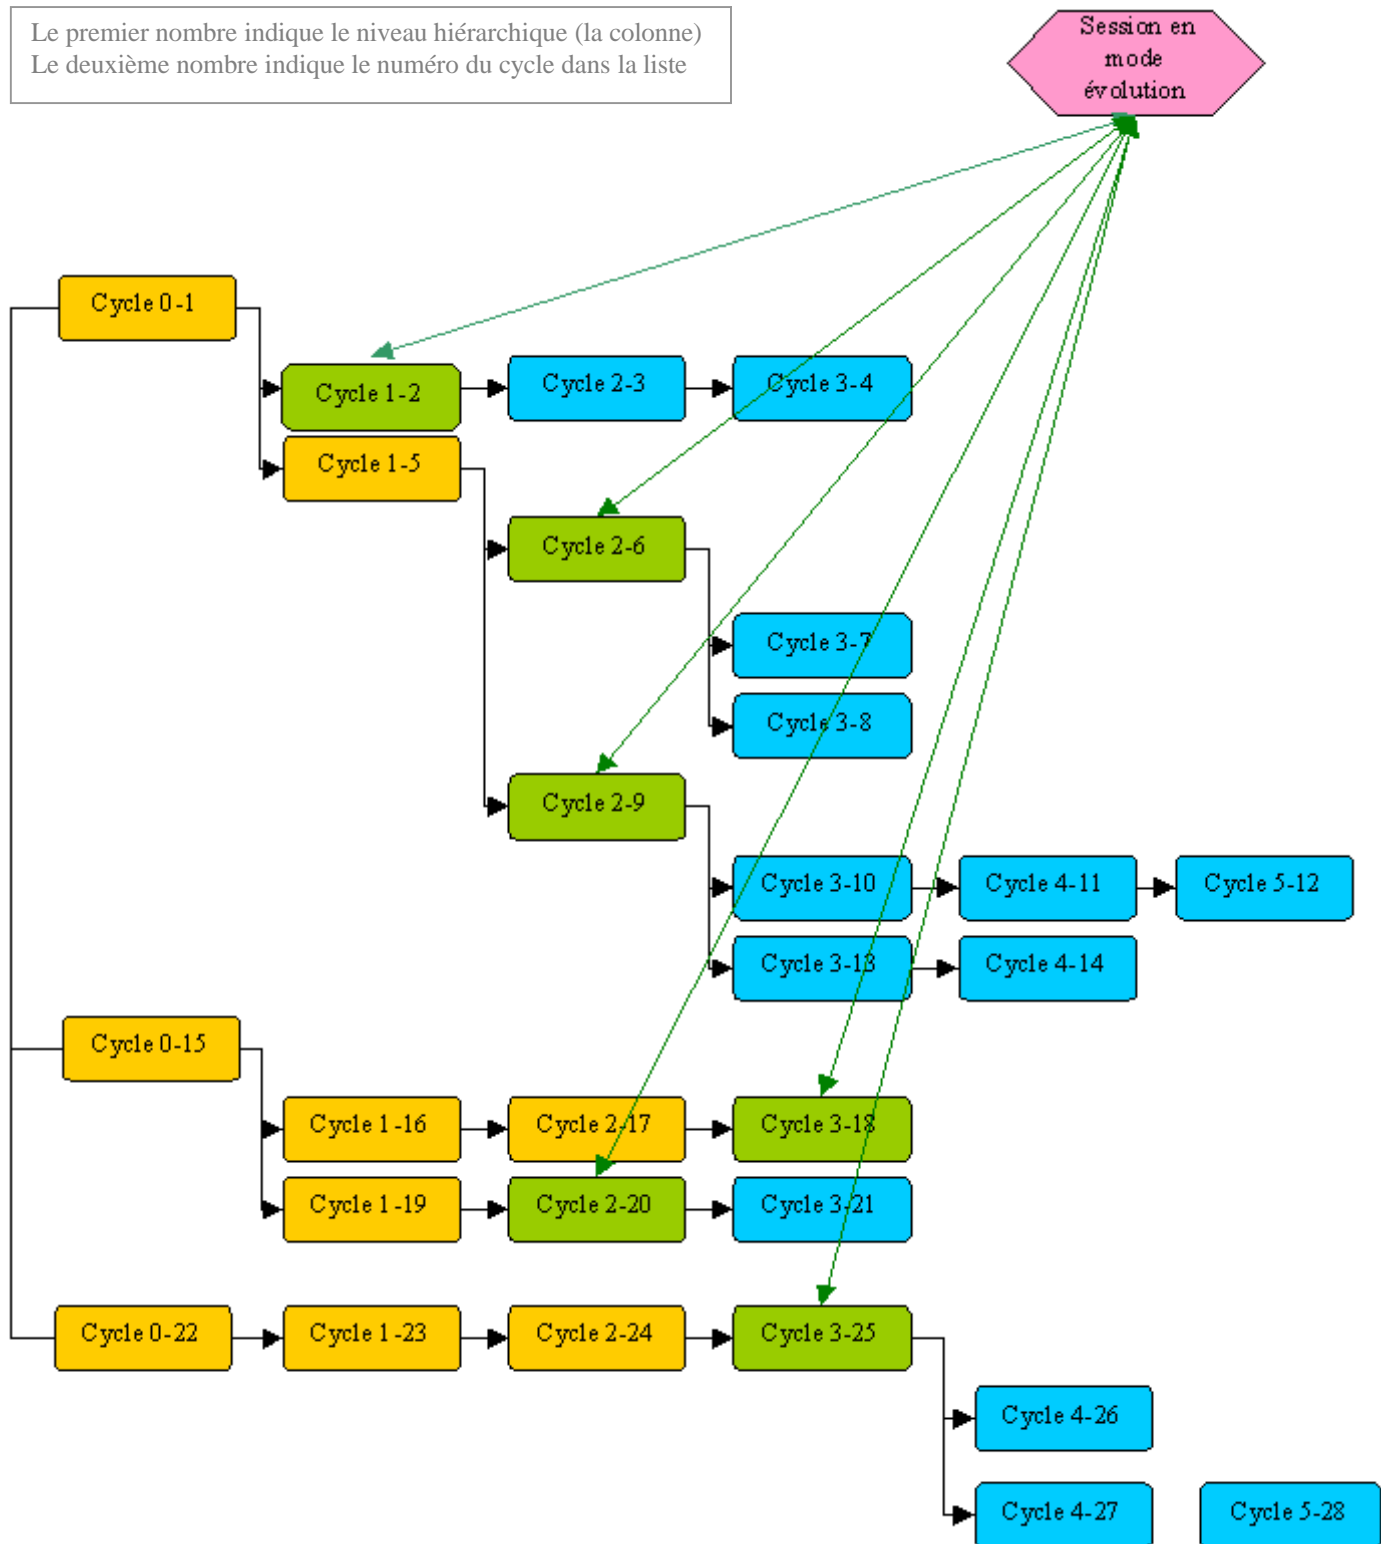 Le premier nombre indique le niveau hiérarchique (la colonne)
Le deuxième nombre indique le numéro du cycle dans la liste
Session en
mode
évolution
Cycle 0-1
Cycle 1-2
Cycle 2-3
Cycle 3-4
Cycle 1-5
Cycle 2-6
Cycle 3-7
Cycle 3-8
Cycle 2-9
Cycle 3-10
Cycle 4-11
Cycle 5-12
Cycle 3-13
Cycle 4-14
Cycle 0-15
Cycle 1-16
Cycle 2-17
Cycle 3-18
Cycle 1-19
Cycle 2-20
Cycle 3-21
Cycle 0-22
Cycle 1-23
Cycle 2-24
Cycle 3-25
Cycle 4-26
Cycle 4-27
Cycle 5-28